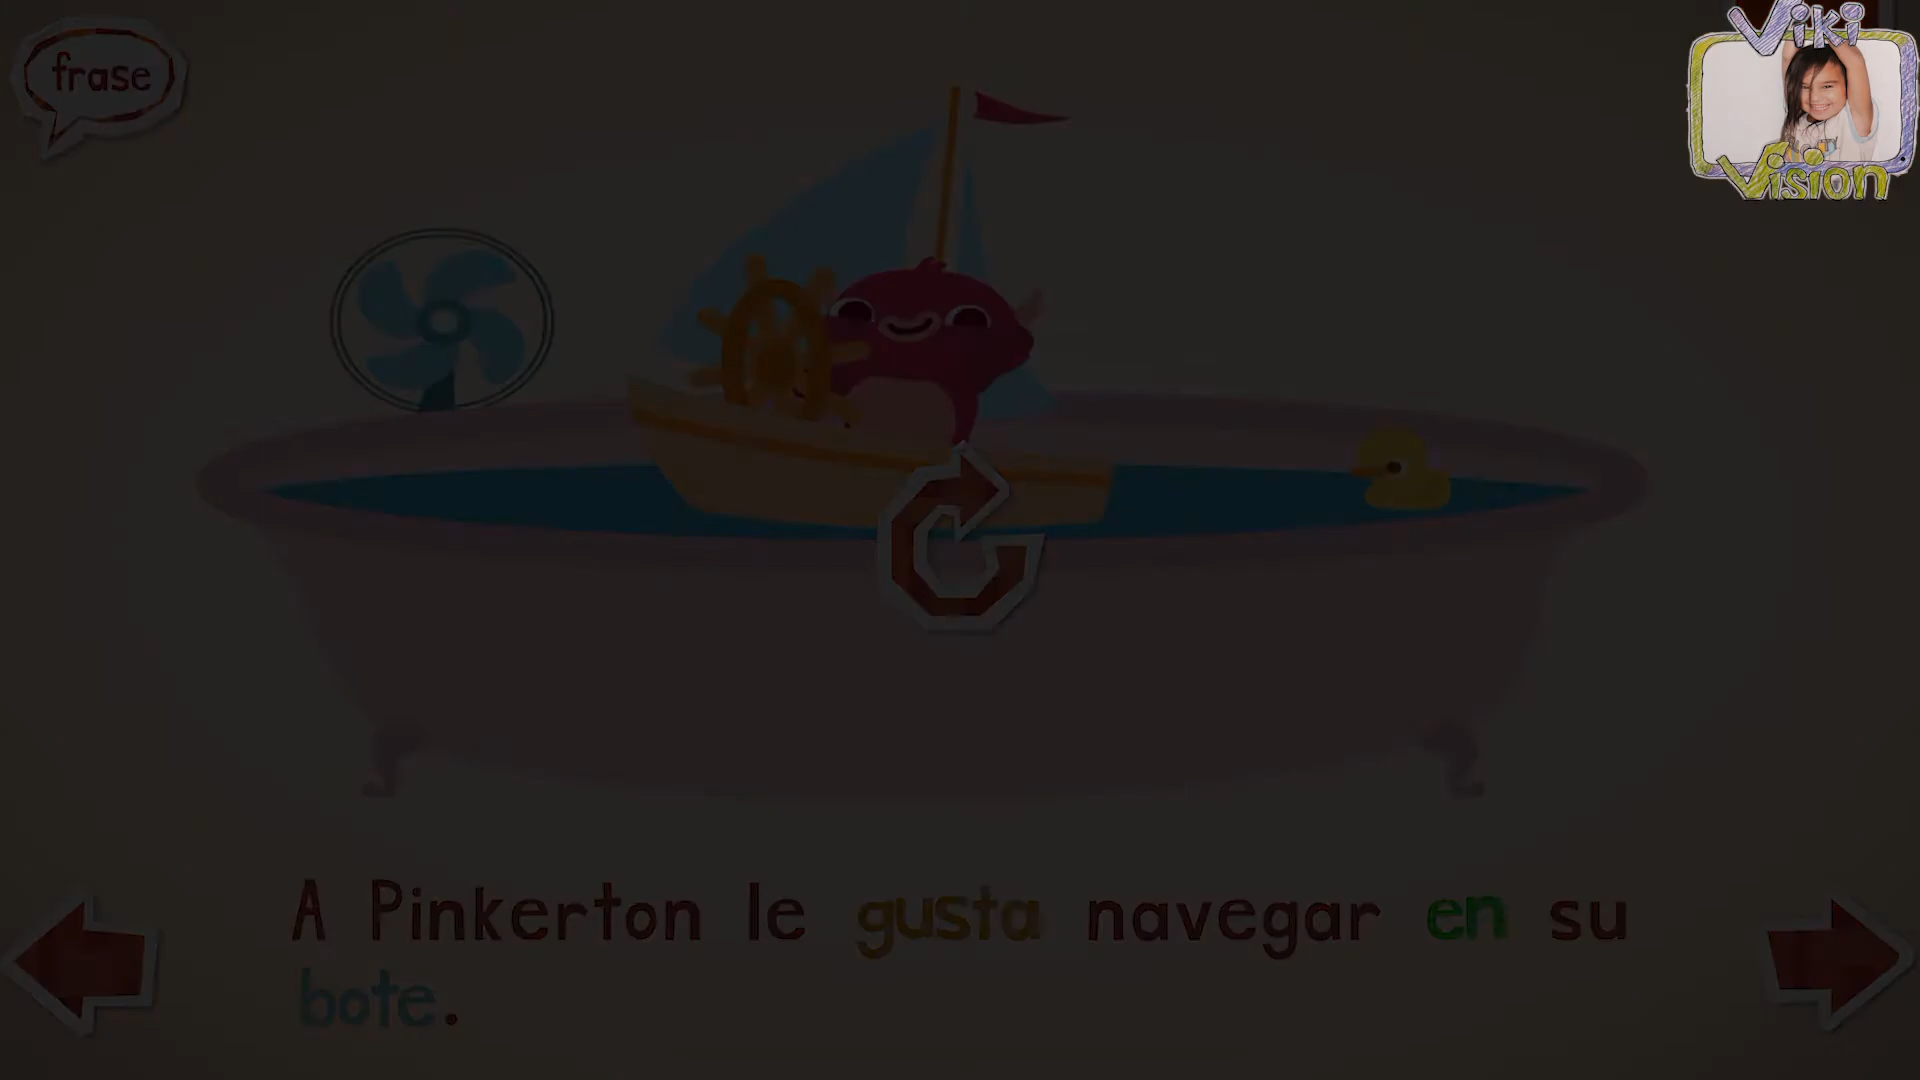 frase
Viki
Vision
A Pinkerton le gusta navegar en su
bote.